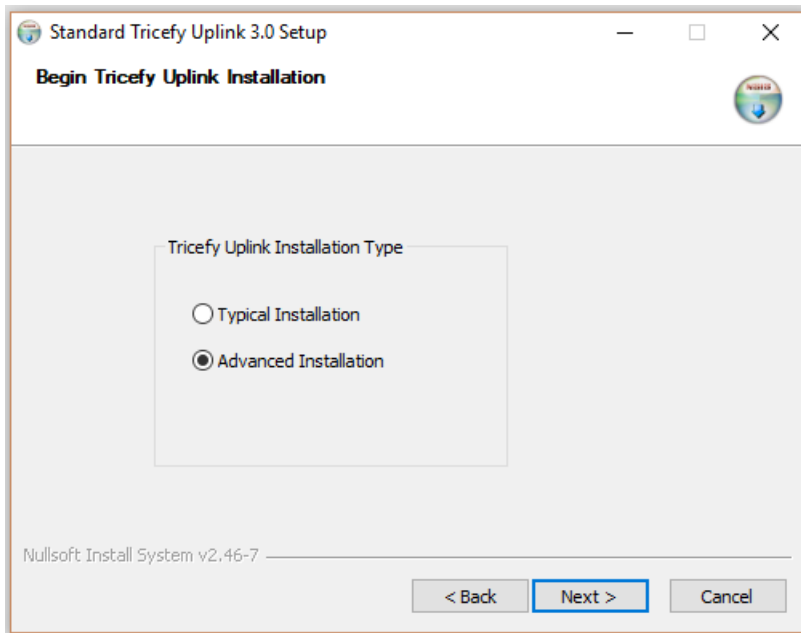 Standard Tricefy Uplink 3.0 Setup
Begin Tricefy Uplink Installation
Tricefy Uplink Installation Type
Typical Installation
Advanced Installation
Nullsoft Install System v2.46-7
< Back
Next >
Cancel